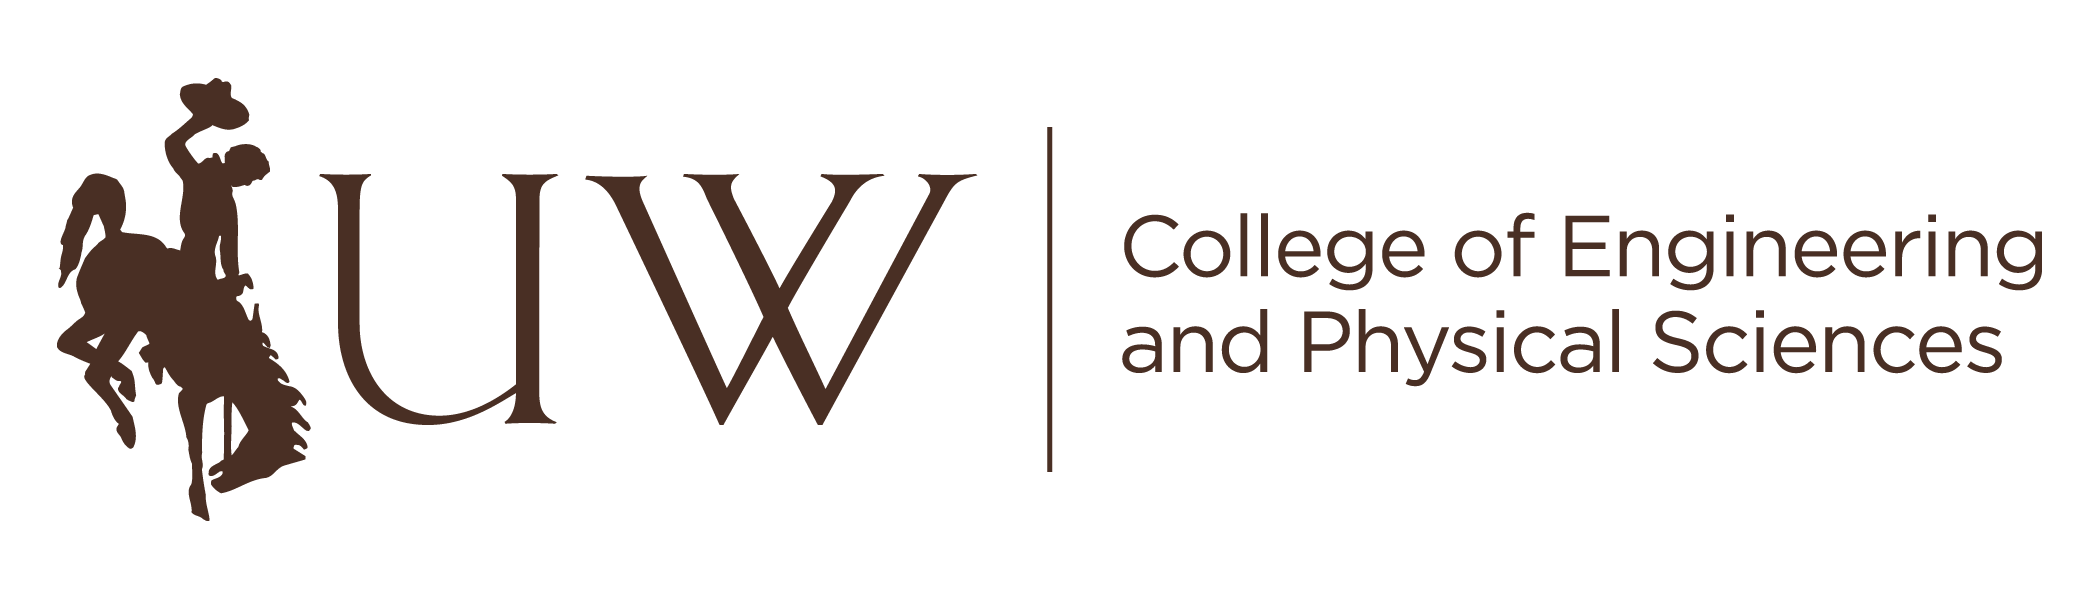 UW
College of Engineering
and Physical Sciences